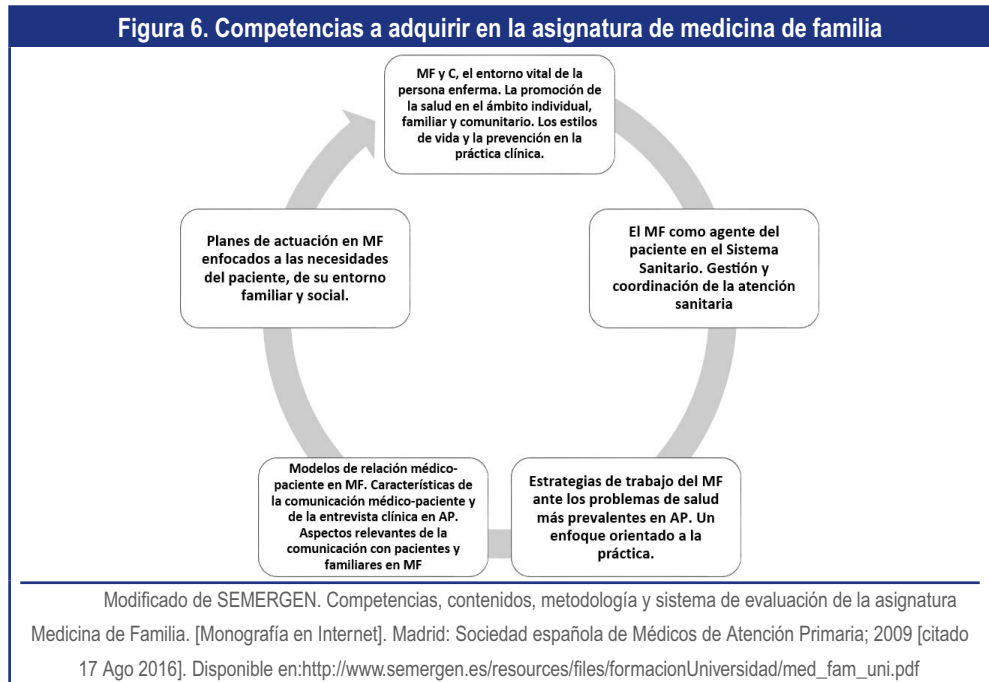 Figura 6. Competencias a adquirir en la asignatura de medicina de familia
MF y C, el entorno vital de la
persona enferma. La promoción de
la salud en el ámbito individual,
familiar y comunitario. Los estilos
de vida y la prevención en la
práctica clínica.
El MF como agente del
paciente en el Sistema
Sanitario. Gestión y
coordinación de la atención
sanitaria
Estrategias de trabajo del MF
ante los problemas de salud
más prevalentes en AP. Un
enfoque orientado a la
práctica.
Modelos de relación médico-
paciente en MF. Características de
la comunicación médico-paciente y
de la entrevista clínica en AP.
Aspectos relevantes de la
comunicación con pacientes y
familiares en MF
Planes de actuación en MF
enfocados a las necesidades
del paciente, de su entorno
familiar y social.
Modificado de SEMERGEN. Competencias, contenidos, metodología y sistema de evaluación de la asignatura
Medicina de Familia. [Monografía en Internet]. Madrid: Sociedad española de Médicos de Atención Primaria; 2009 [citado
17 Ago 2016]. Disponible en:http://www.semergen.es/resources/files/formacionUniversidad/med_fam_uni.pdf